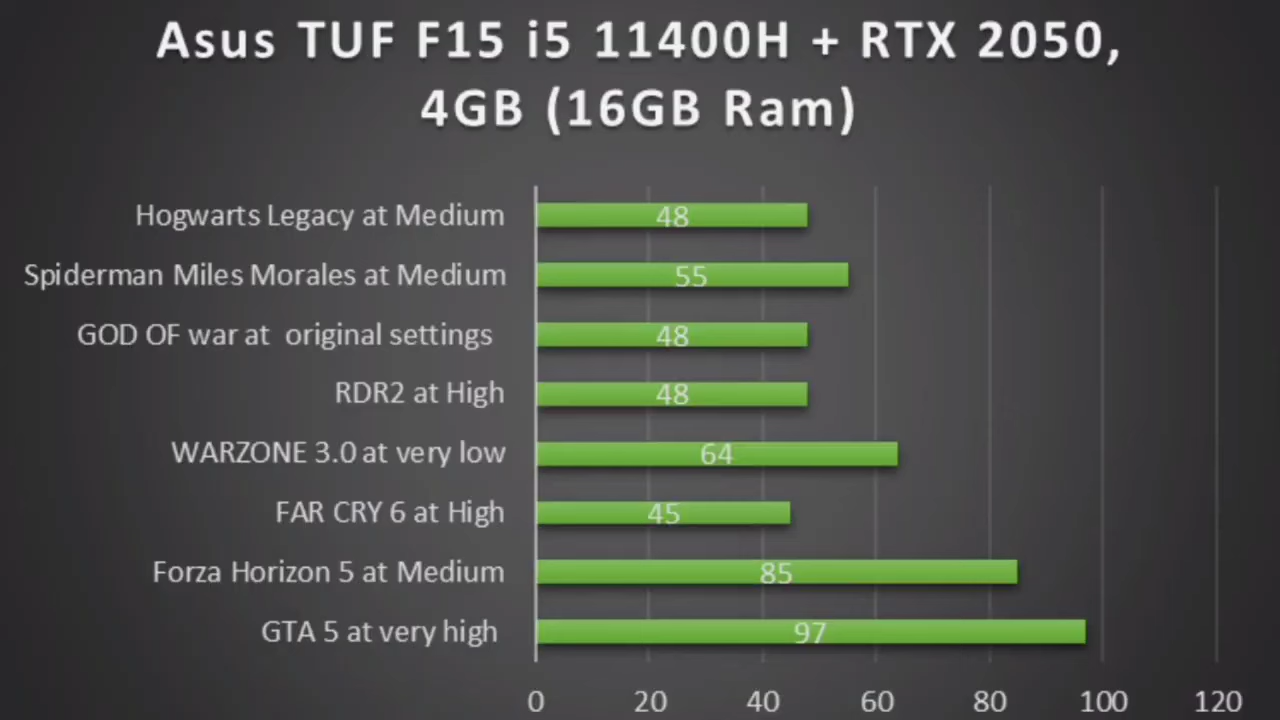 Asus TUF F15 i5 11400H + RTX 2050,
4GB (16GB Ram)
Hogwarts Legacy at Medium 48
Spiderman Miles Morales at Medium 55
GOD OF war at  original settings 48
RDR2 at High 48
WARZONE 3.0 at very low 64
FAR CRY 6 at High 45
Forza Horizon 5 at Medium 85
GTA 5 at very high 97
0 20 40 60 80 100 120